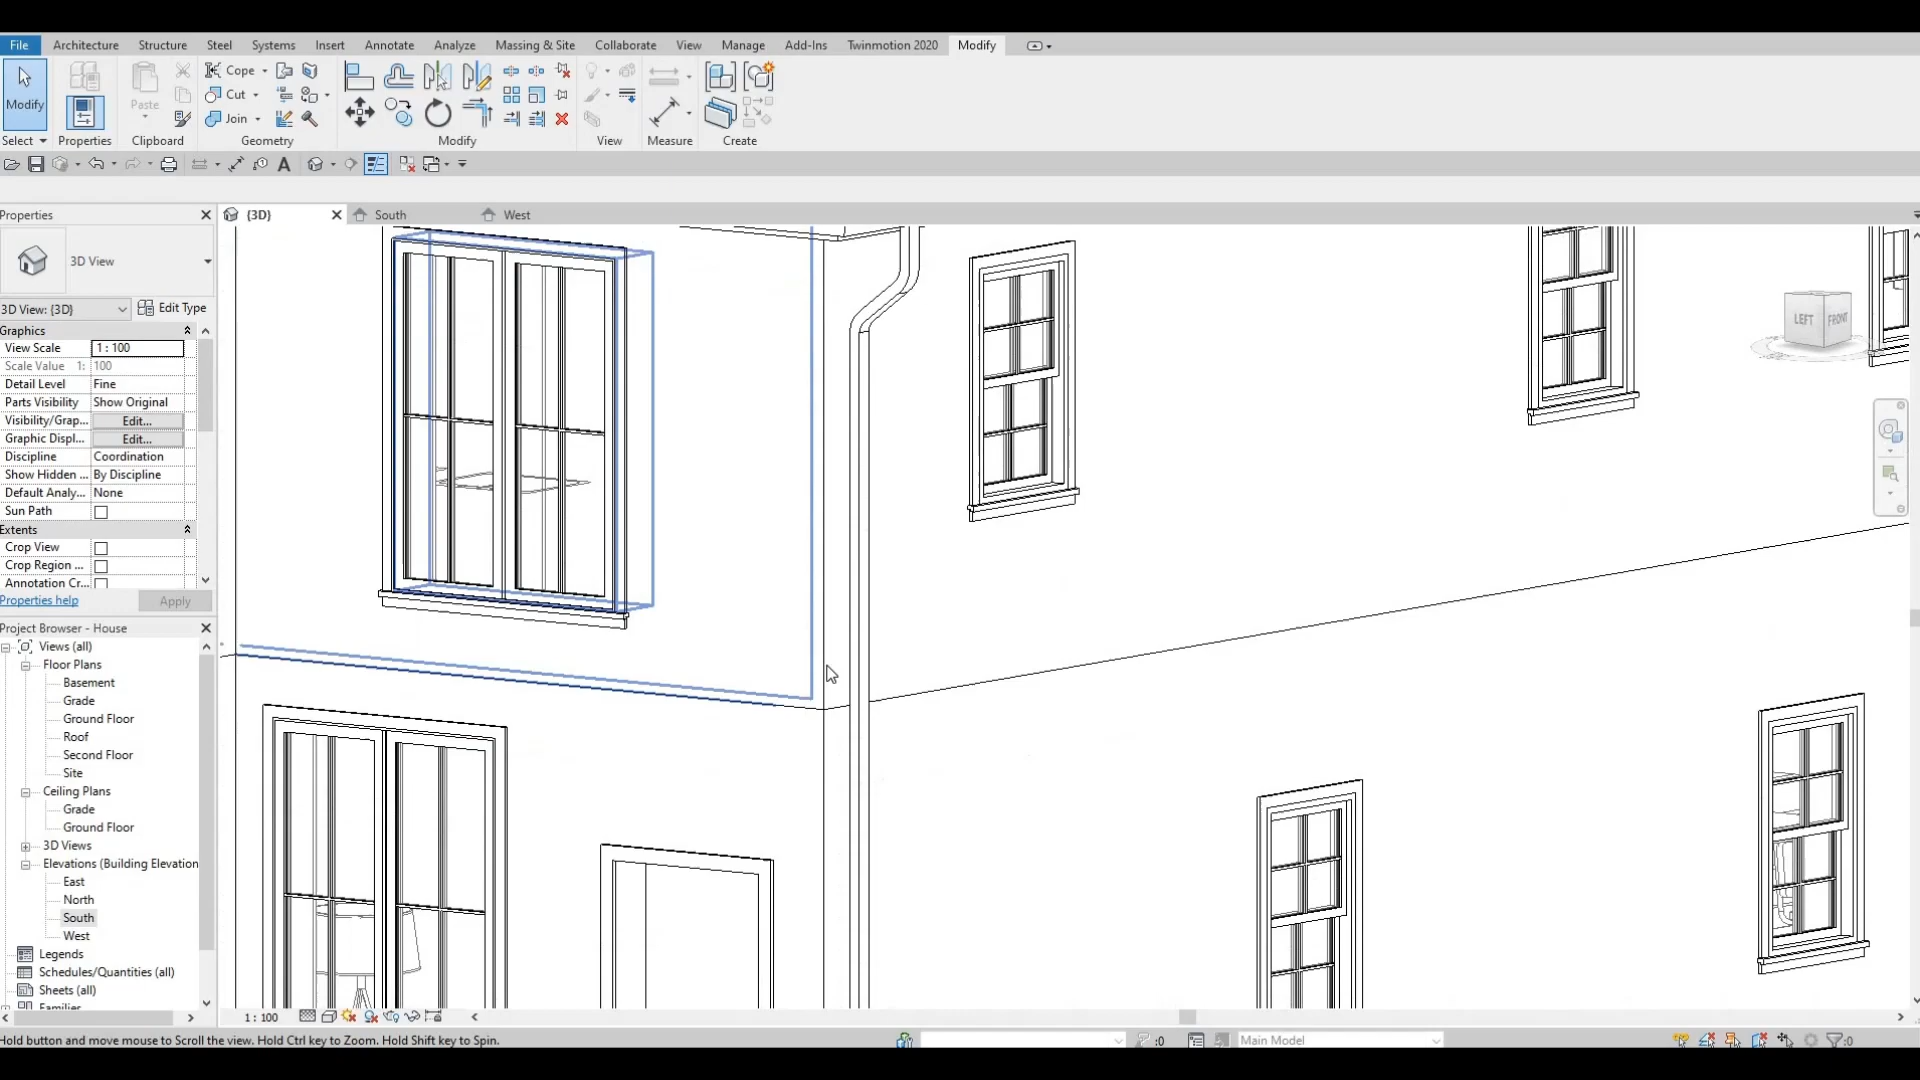 File Architecture Structure Steel Systems Insert Annotate Analyze Massing & Site Collaborate View Manage Add-Ins Twinmotion 2020 Modify
Cope
Modify Paste Cut
Join
Select Properties Clipboard Geometry Modify View Measure Create
Properties
{3D} South West
3D View
3D View: {3D} Edit Type
Graphics
View Scale 1 : 100
Scale Value 1: 100
Detail Level Fine
Parts Visibility Show Original
Visibility/Grap... Edit...
Graphic Displ... Edit...
Discipline Coordination
Show Hidden ... By Discipline
Default Analy... None
Sun Path
Extents
Crop View
Crop Region ...
Annotation Cr...
Properties help Apply
Project Browser - House
Views (all)
Floor Plans
Basement
Grade
Ground Floor
Roof
Second Floor
Site
Ceiling Plans
Grade
Ground Floor
3D Views
Elevations (Building Elevation
East
North
South
West
Legends
Schedules/Quantities (all)
Sheets (all)
Families
LEFT FRONT
1 : 100
Hold button and move mouse to Scroll the view. Hold Ctrl key to Zoom. Hold Shift key to Spin.
:0 Main Model :0